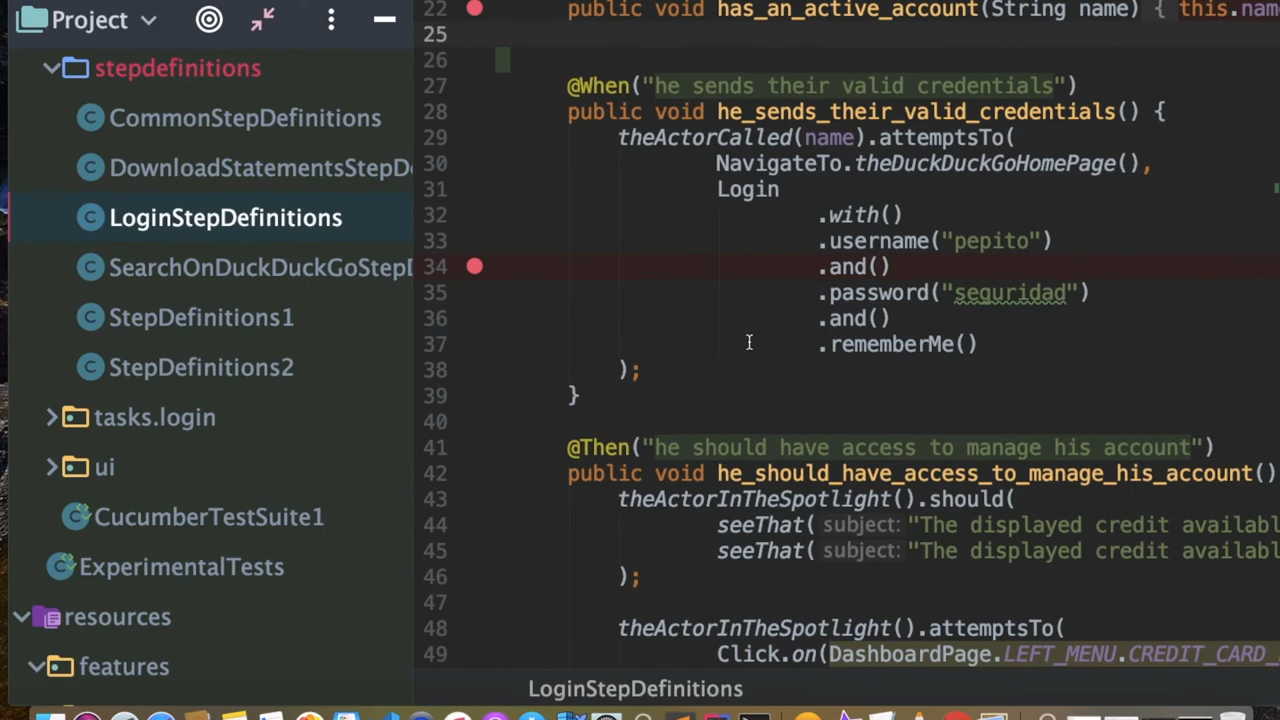 Project
stepdefinitions
CommonStepDefinitions
DownloadStatementsStepDe
LoginStepDefinitions
SearchOnDuckDuckGoStepD
StepDefinitions1
StepDefinitions2
tasks.login
ui
CucumberTestSuite1
ExperimentalTests
resources
features
22 public void has_an_active_account(String name) { this.name
25
26
27 @When("he sends their valid credentials")
28 public void he_sends_their_valid_credentials() {
29 theActorCalled(name).attemptsTo(
30 NavigateTo.theDuckDuckGoHomePage(),
31 Login
32 .with()
33 .username("pepito")
34 .and()
35 .password("seguridad")
36 .and()
37 .rememberMe()
38 );
39 }
40
41 @Then("he should have access to manage his account")
42 public void he_should_have_access_to_manage_his_account()
43 theActorInTheSpotlight().should(
44 seeThat( subject: "The displayed credit availabl
45 seeThat( subject: "The displayed credit availabl
46 );
47
48 theActorInTheSpotlight().attemptsTo(
49 Click.on(DashboardPage.LEFT_MENU.CREDIT_CARD_
LoginStepDefinitions